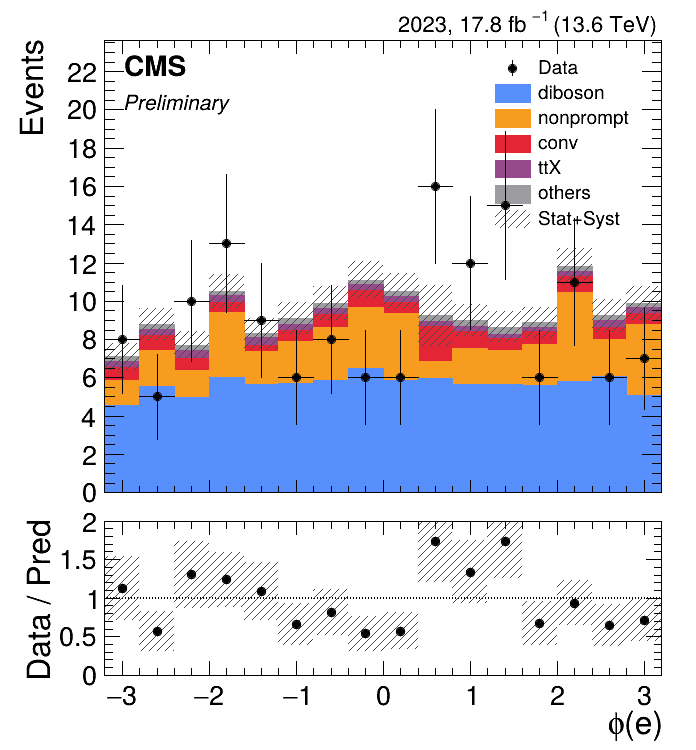 2023, 17.8 fb⁻¹ (13.6 TeV)
CMS
Preliminary
Events
22
20
18
16
14
12
10
8
6
4
2
0
Data
diboson
nonprompt
conv
ttX
others
Stat+Syst
Data / Pred
2
1.5
1
0.5
0
−3 −2 −1 0 1 2 3
ϕ(e)